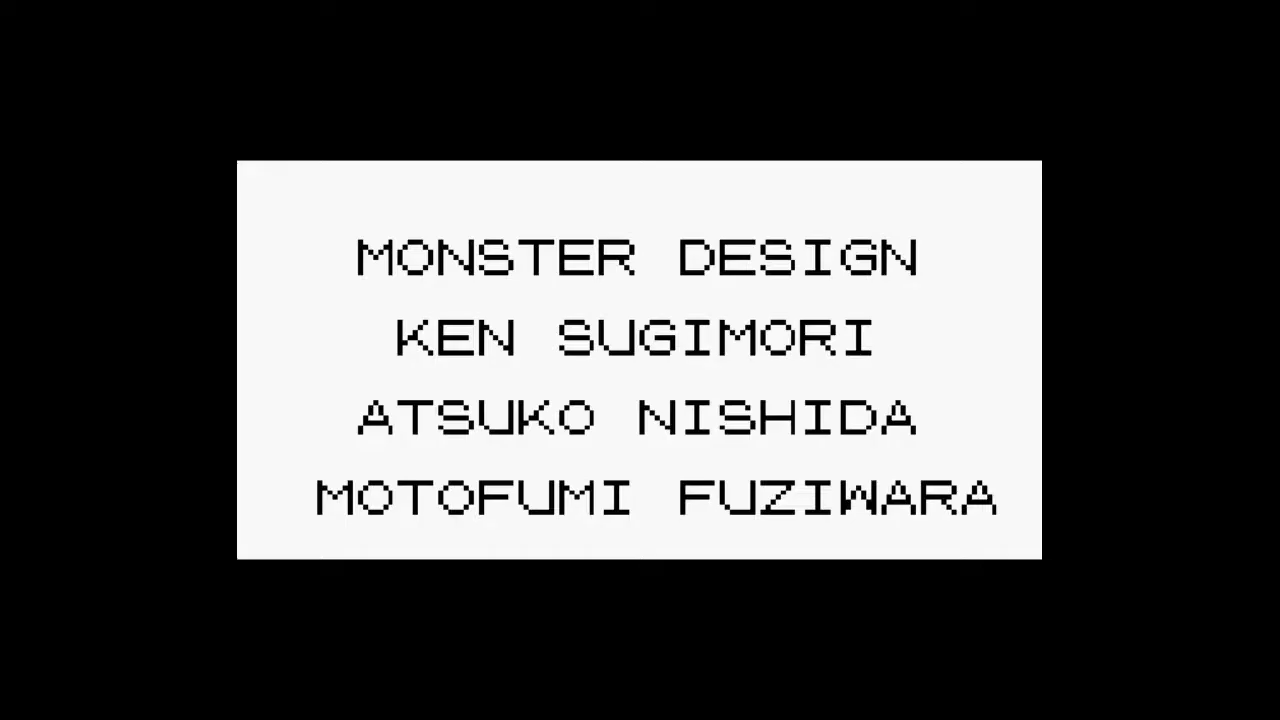 MONSTER DESIGN
KEN SUGIMORI
ATSUKO NISHIDA
MOTOFUMI FUZIWARA